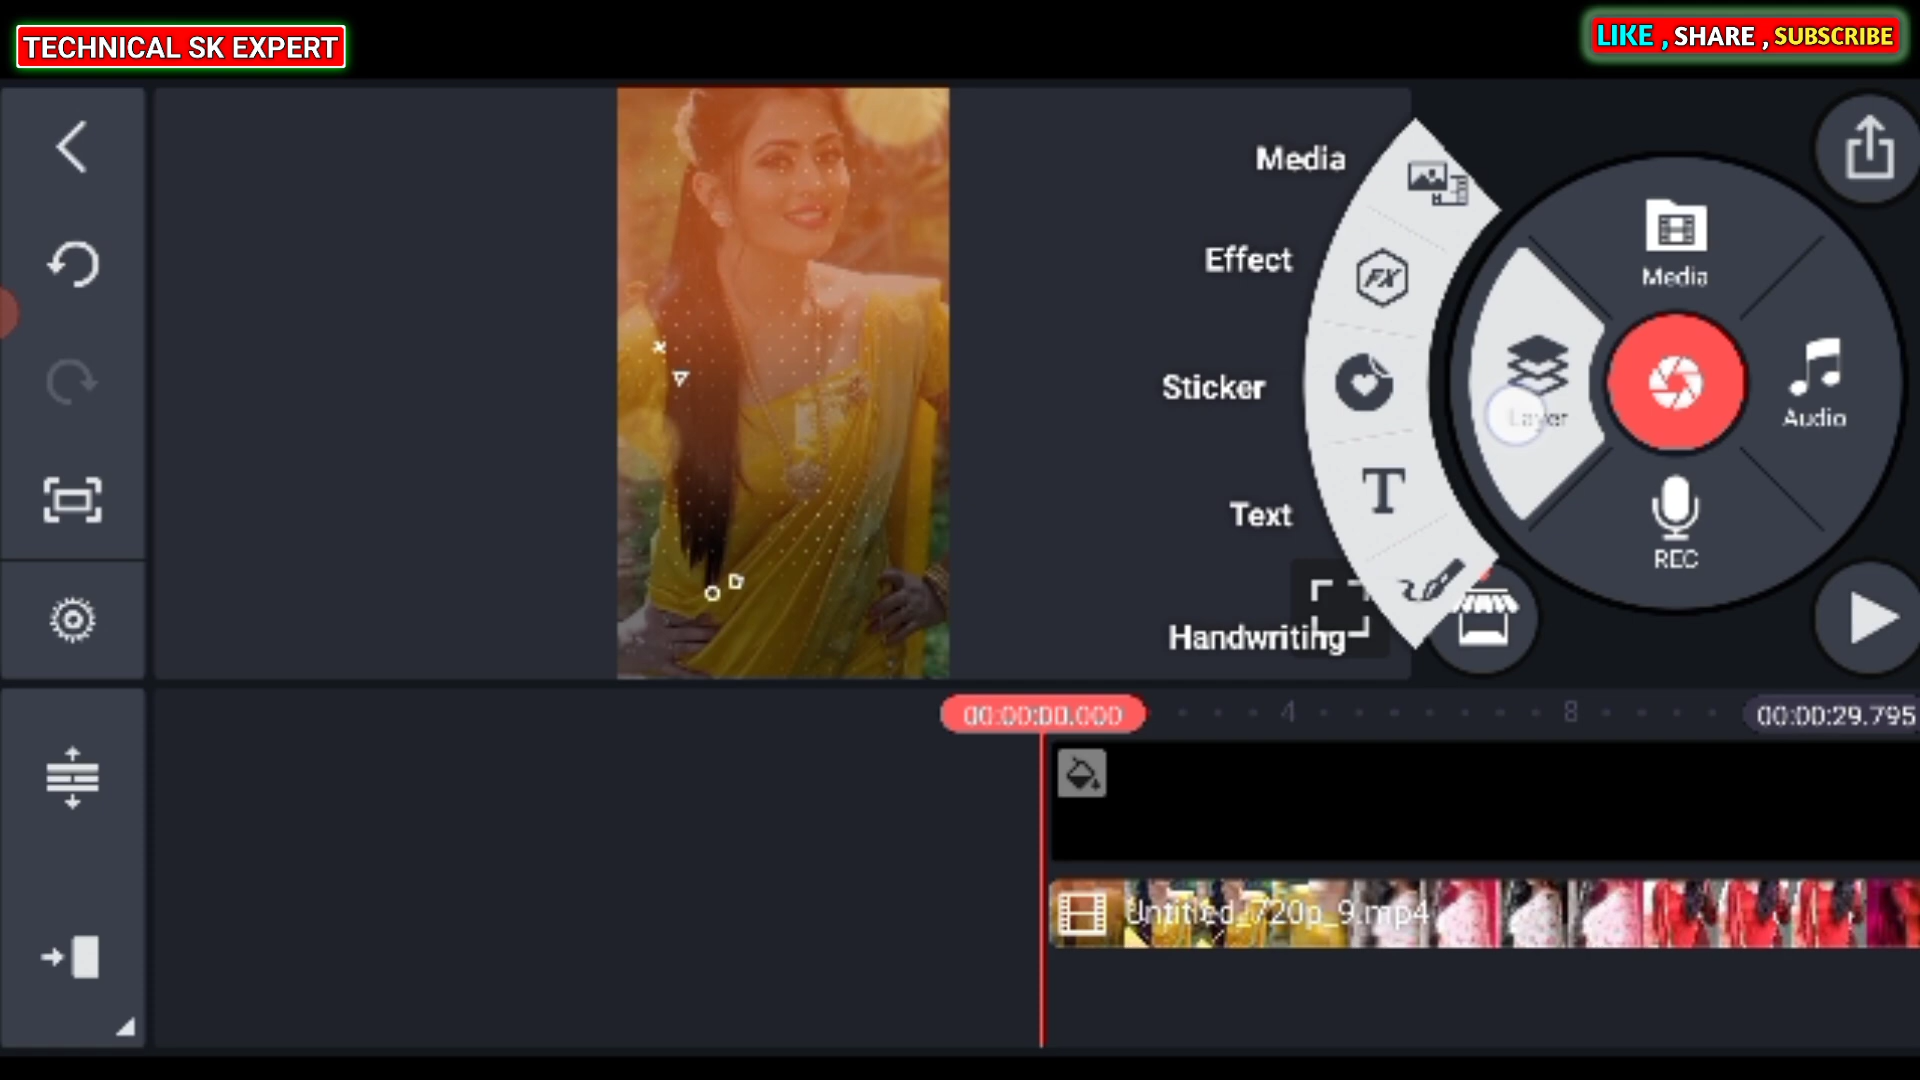 TECHNICAL SK EXPERT
LIKE , SHARE , SUBSCRIBE
Media
Effect
Sticker
Text
Handwriting
FX
T
Media
Layer
Audio
REC
00:00:00.000
4
8
00:00:29.795
Untitled_720p_9.mp4